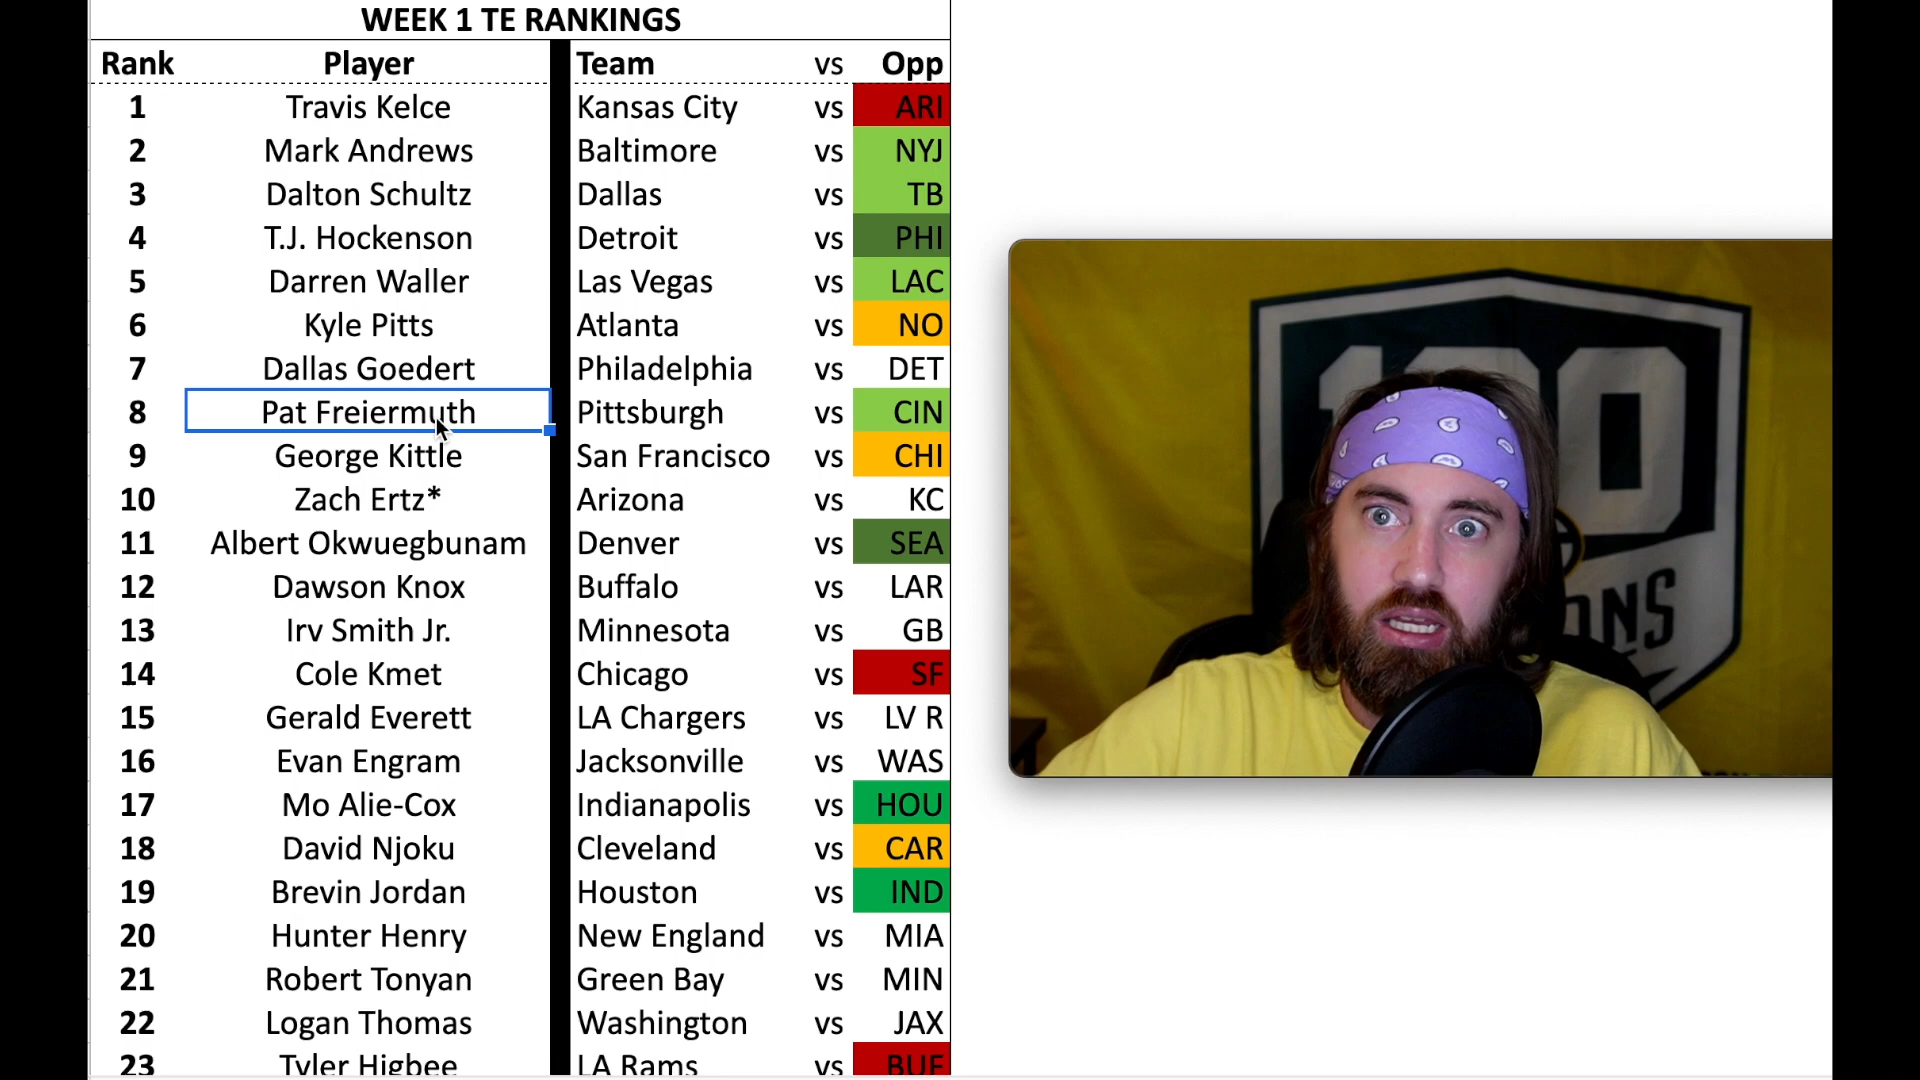 WEEK 1 TE RANKINGS
Rank Player Team vs Opp
1 Travis Kelce Kansas City vs ARI
2 Mark Andrews Baltimore vs NYJ
3 Dalton Schultz Dallas vs TB
4 T.J. Hockenson Detroit vs PHI
5 Darren Waller Las Vegas vs LAC
6 Kyle Pitts Atlanta vs NO
7 Dallas Goedert Philadelphia vs DET
8 Pat Freiermuth Pittsburgh vs CIN
9 George Kittle San Francisco vs CHI
10 Zach Ertz* Arizona vs KC
11 Albert Okwuegbunam Denver vs SEA
12 Dawson Knox Buffalo vs LAR
13 Irv Smith Jr. Minnesota vs GB
14 Cole Kmet Chicago vs SF
15 Gerald Everett LA Chargers vs LV R
16 Evan Engram Jacksonville vs WAS
17 Mo Alie-Cox Indianapolis vs HOU
18 David Njoku Cleveland vs CAR
19 Brevin Jordan Houston vs IND
20 Hunter Henry New England vs MIA
21 Robert Tonyan Green Bay vs MIN
22 Logan Thomas Washington vs JAX
23 Tyler Higbee LA Rams vs BUF
100